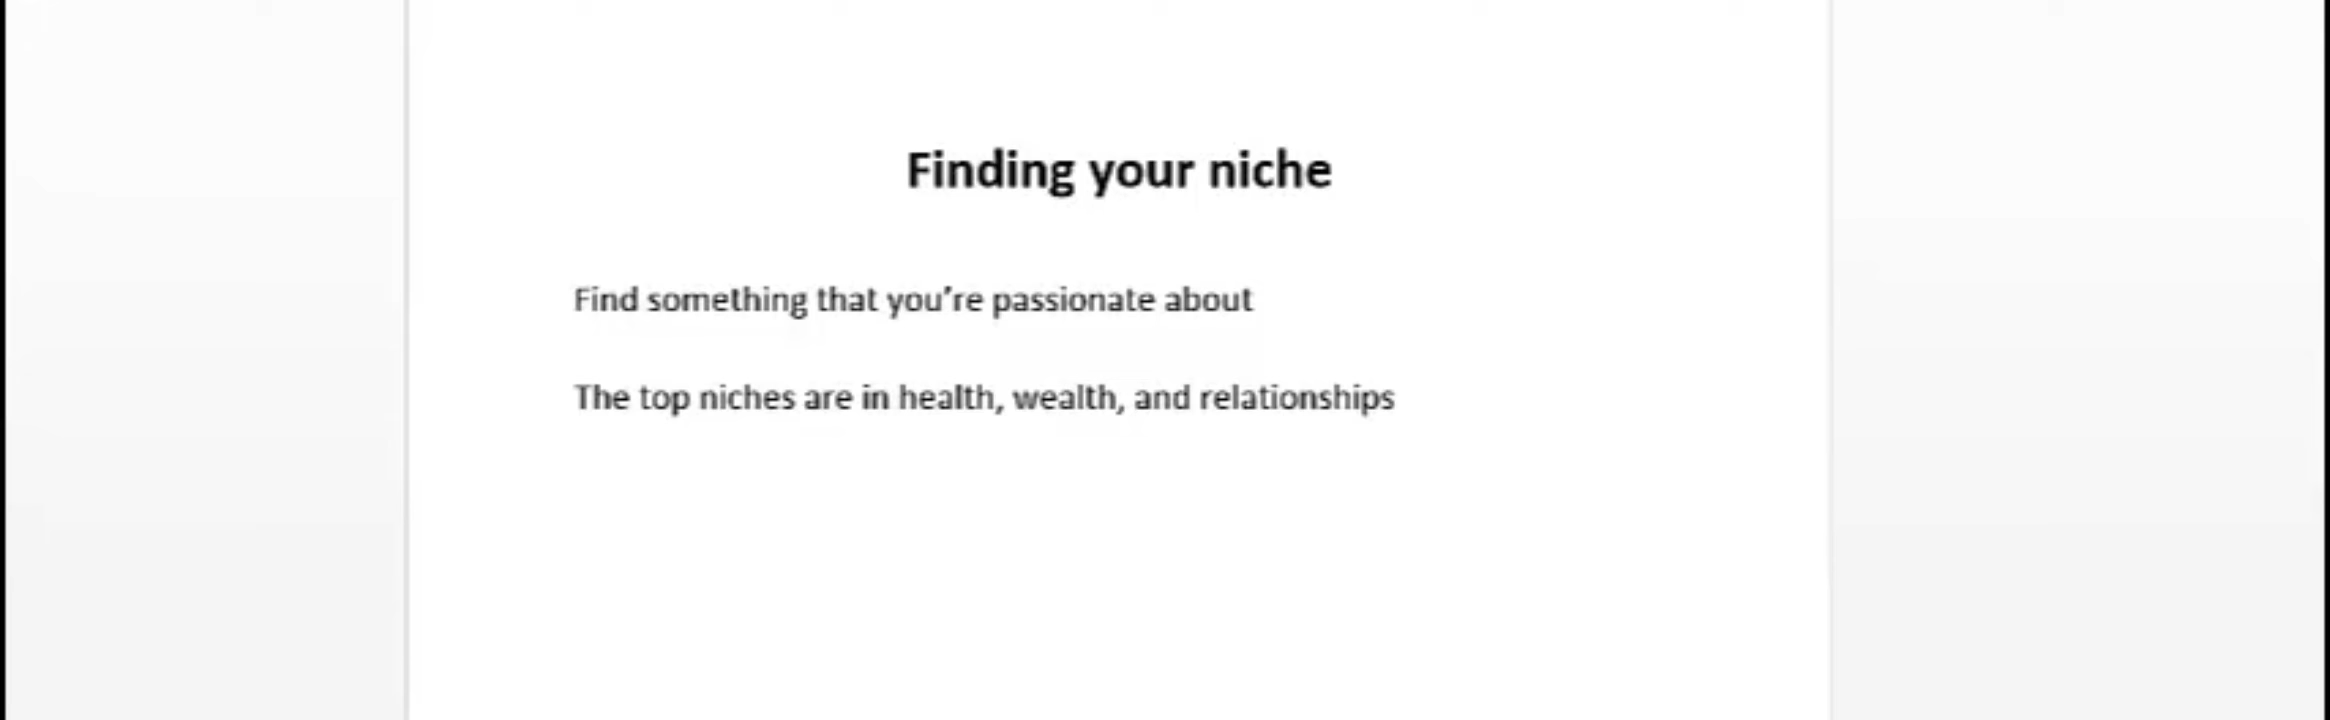 Finding your niche
Find something that you’re passionate about
The top niches are in health, wealth, and relationships